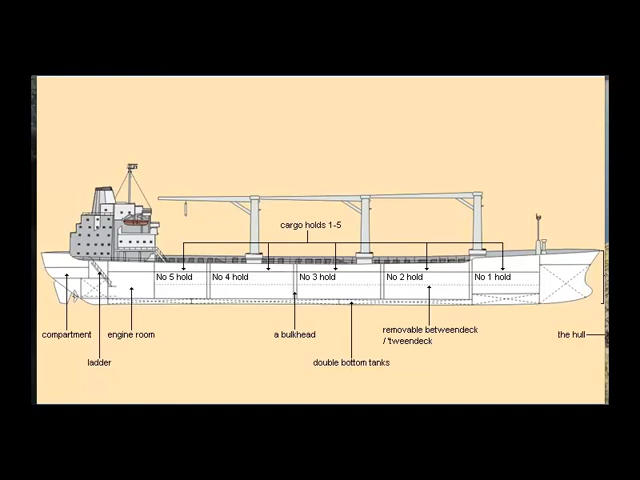 cargo holds 1-5
No 5 hold
No 4 hold
No 3 hold
No 2 hold
No 1 hold
compartment
engine room
a bulkhead
removable betweendeck
/ 'tweendeck
the hull
ladder
double bottom tanks